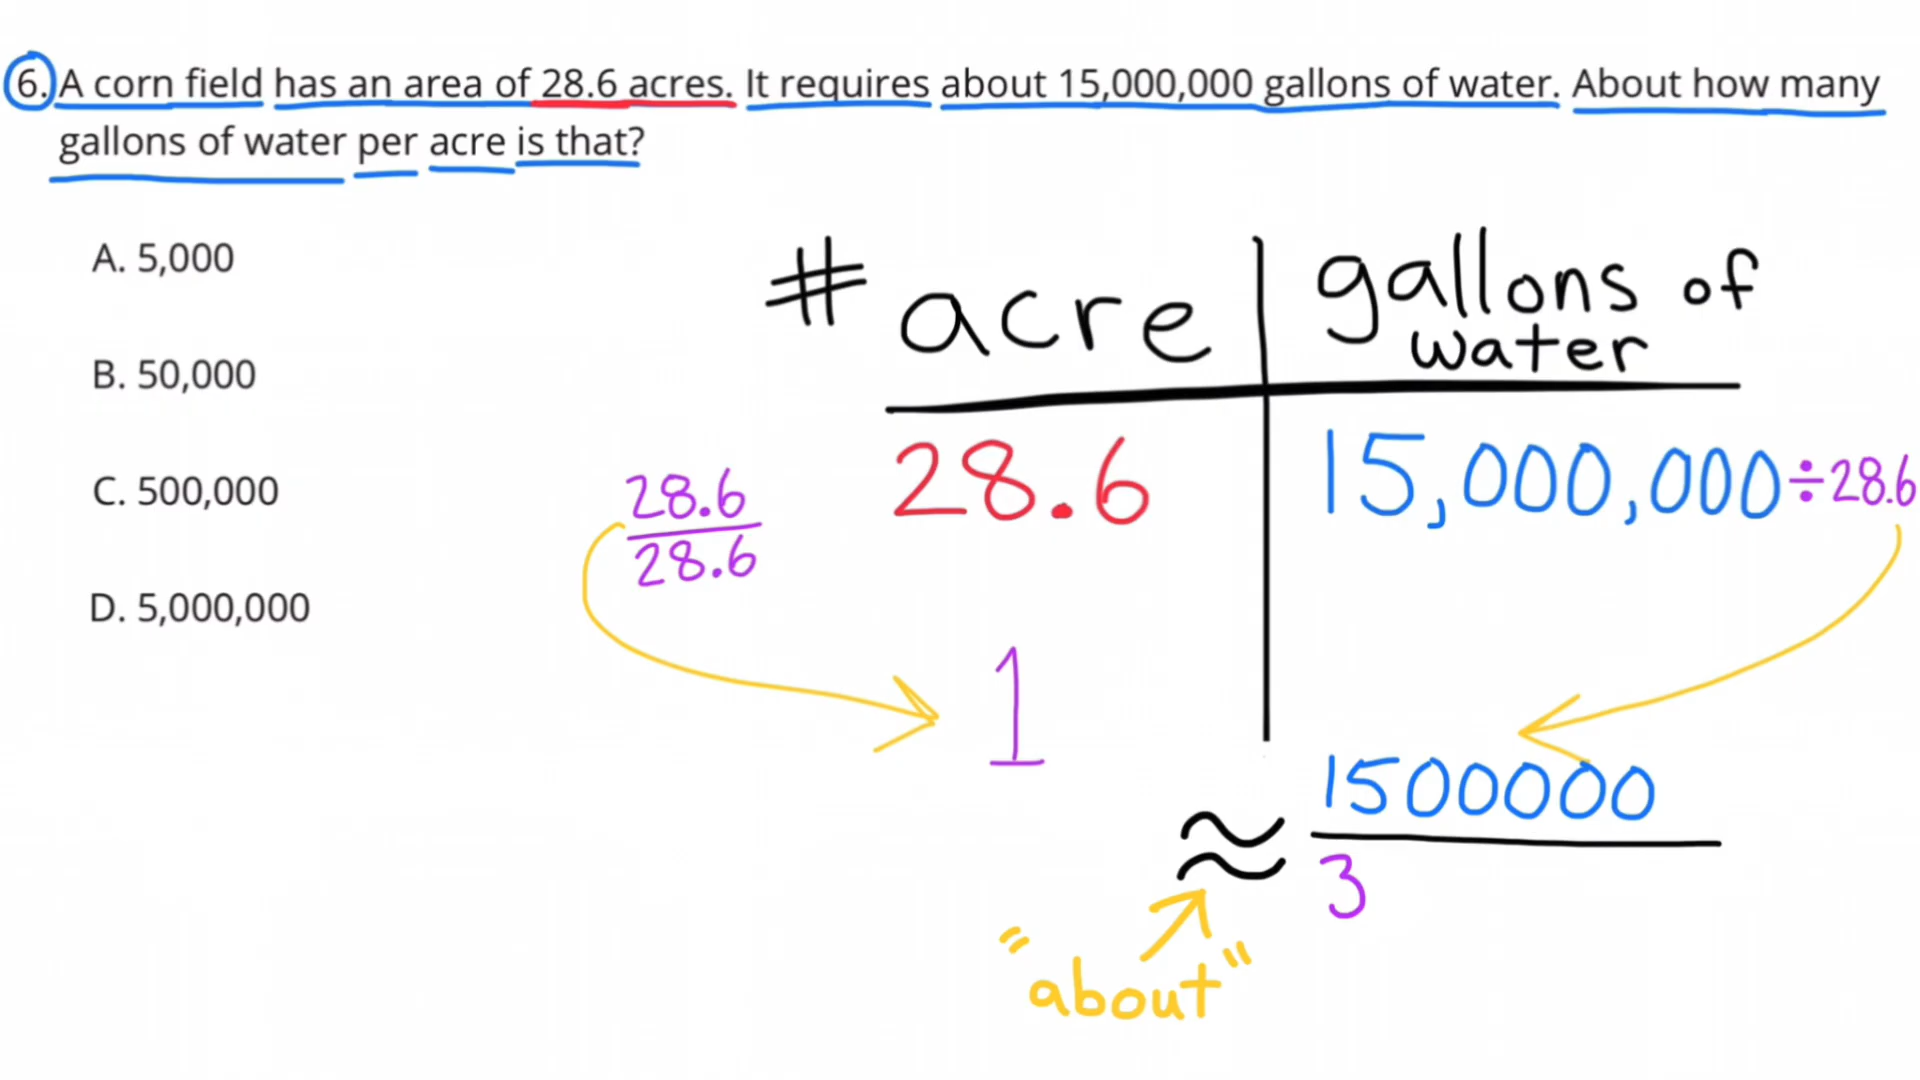 6. A corn field has an area of 28.6 acres. It requires about 15,000,000 gallons of water. About how many
gallons of water per acre is that?
A. 5,000
B. 50,000
C. 500,000
D. 5,000,000
# acre
gallons of
water
28.6
28.6
28.6
15,000,000 ÷ 28.6
1
≈
1500000
3
"about"